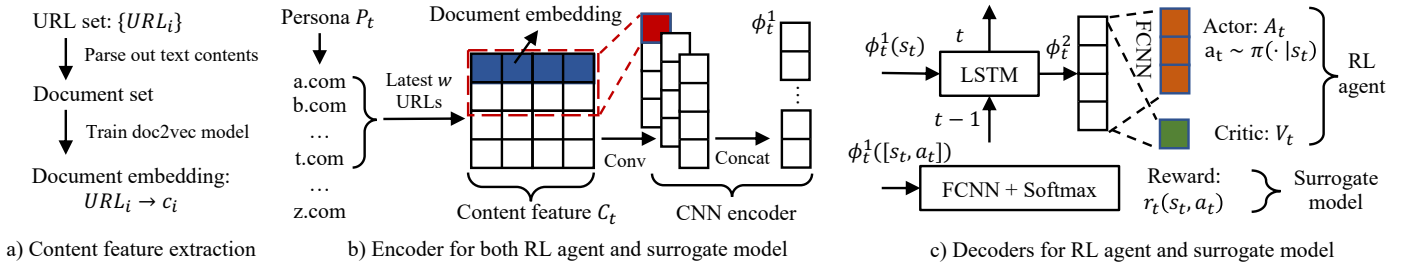 URL set: {URL_i}
Parse out text contents
Document set
Train doc2vec model
Document embedding:
URL_i → c_i
a) Content feature extraction
Persona P_t
a.com
b.com
…
t.com
…
z.com
Latest w
URLs
Document embedding
Content feature C_t
Conv
Concat
ϕ_t^1
CNN encoder
b) Encoder for both RL agent and surrogate model
ϕ_t^1(s_t)
t
LSTM
t − 1
ϕ_t^2
FCNN
Actor: A_t
a_t ~ π(· |s_t)
Critic: V_t
RL
agent
ϕ_t^1([s_t, a_t])
FCNN + Softmax
Reward:
r_t(s_t, a_t)
Surrogate
model
c) Decoders for RL agent and surrogate model